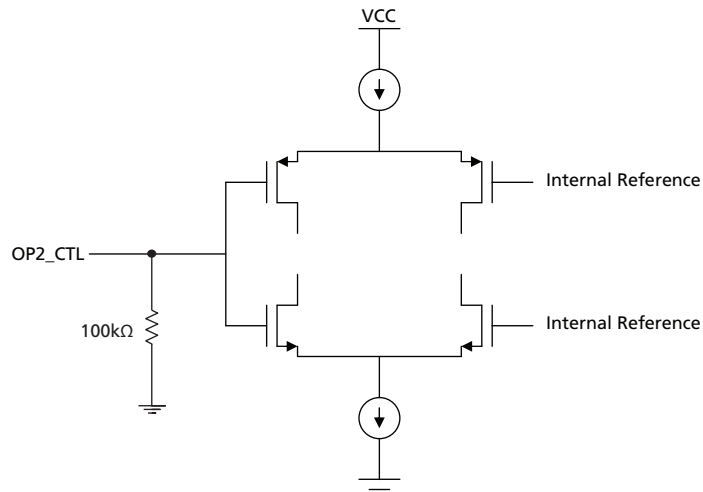 VCC
Internal Reference
OP2_CTL
100kΩ
Internal Reference